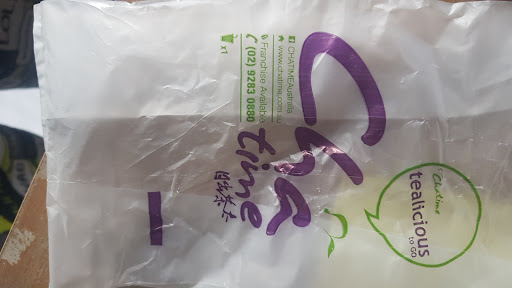 Cha
time
日出茶太
CHATIMEAustralia
www.chatime.com.au
Franchise Available
(02) 9283 0880
x1
Chatime
tealicious
to GO